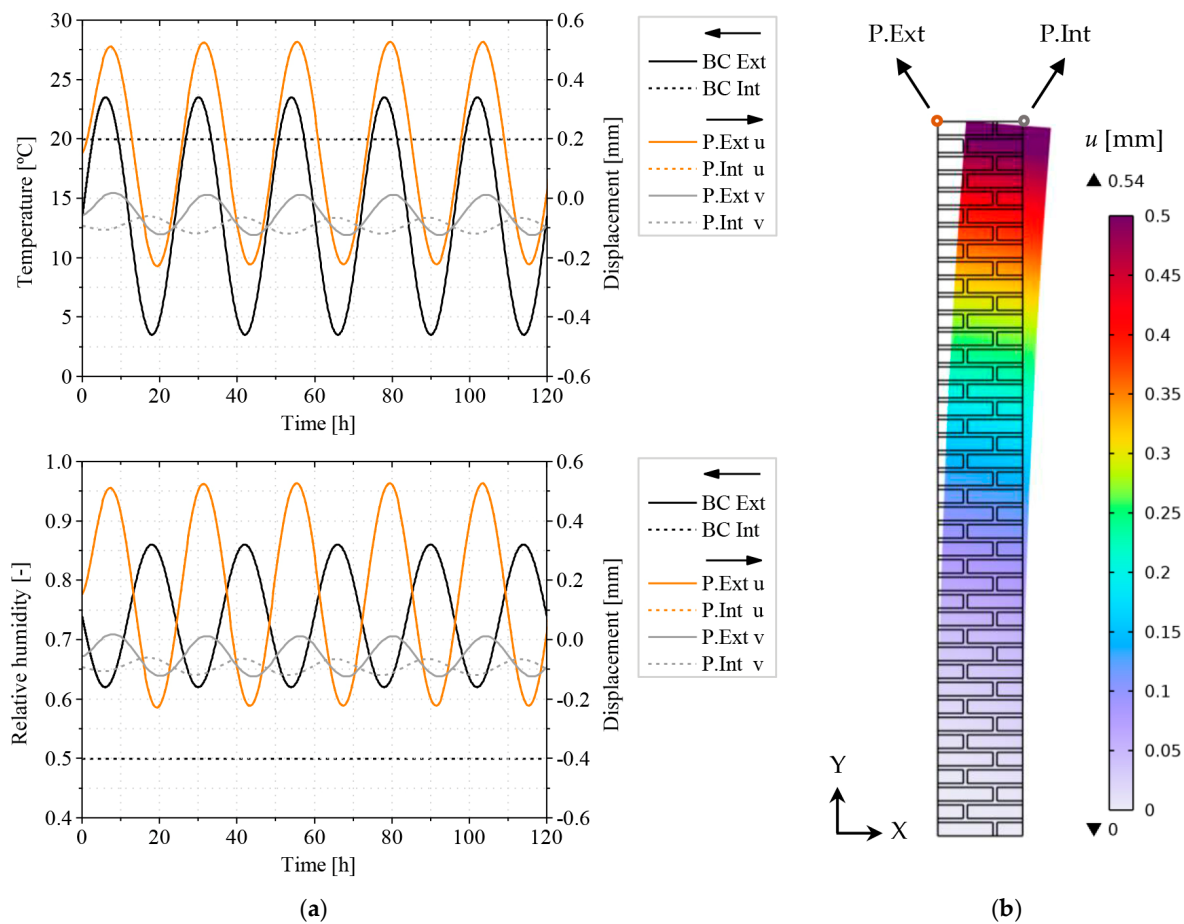 30
25
20
15
10
5
0
Temperature [ºC]
0.6
0.4
0.2
0.0
-0.2
-0.4
-0.6
Displacement [mm]
0 20 40 60 80 100 120
Time [h]
BC Ext
BC Int
P.Ext u
P.Int u
P.Ext v
P.Int v
1.0
0.9
0.8
0.7
0.6
0.5
0.4
Relative humidity [-]
0.6
0.4
0.2
0.0
-0.2
-0.4
-0.6
Displacement [mm]
0 20 40 60 80 100 120
Time [h]
BC Ext
BC Int
P.Ext u
P.Int u
P.Ext v
P.Int v
(a)
P.Ext P.Int
u [mm]
▲ 0.54
0.5
0.45
0.4
0.35
0.3
0.25
0.2
0.15
0.1
0.05
0
▼ 0
Y
X
(b)